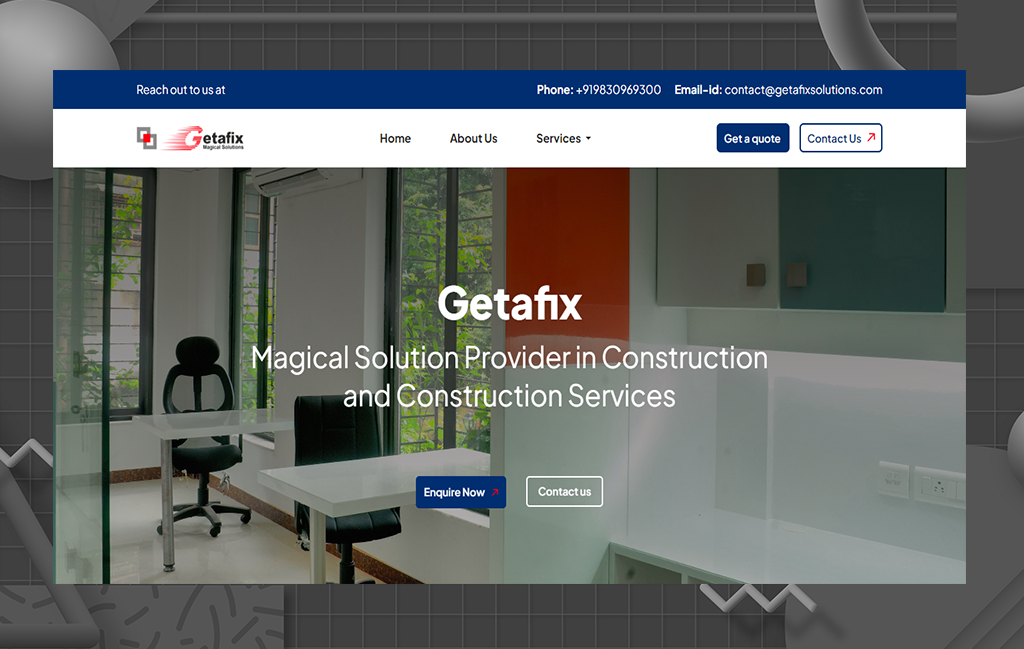 Reach out to us at
Phone: +919830969300 Email-id: contact@getafixsolutions.com
Getafix
Magical Solutions
Home About Us Services
Get a quote Contact Us
Getafix
Magical Solution Provider in Construction
and Construction Services
Enquire Now Contact us